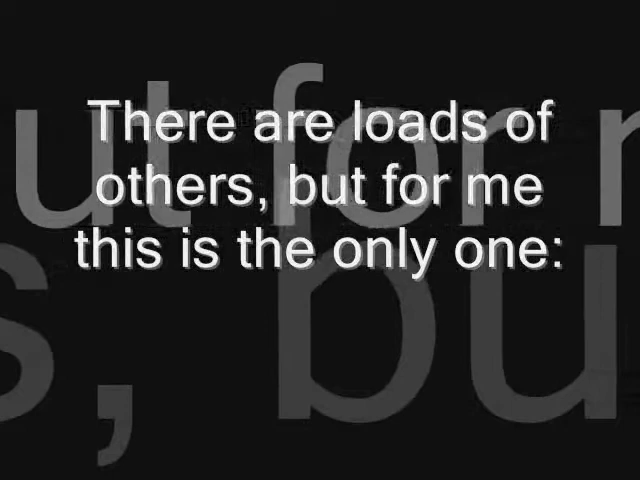 There are loads of
others, but for me
this is the only one: